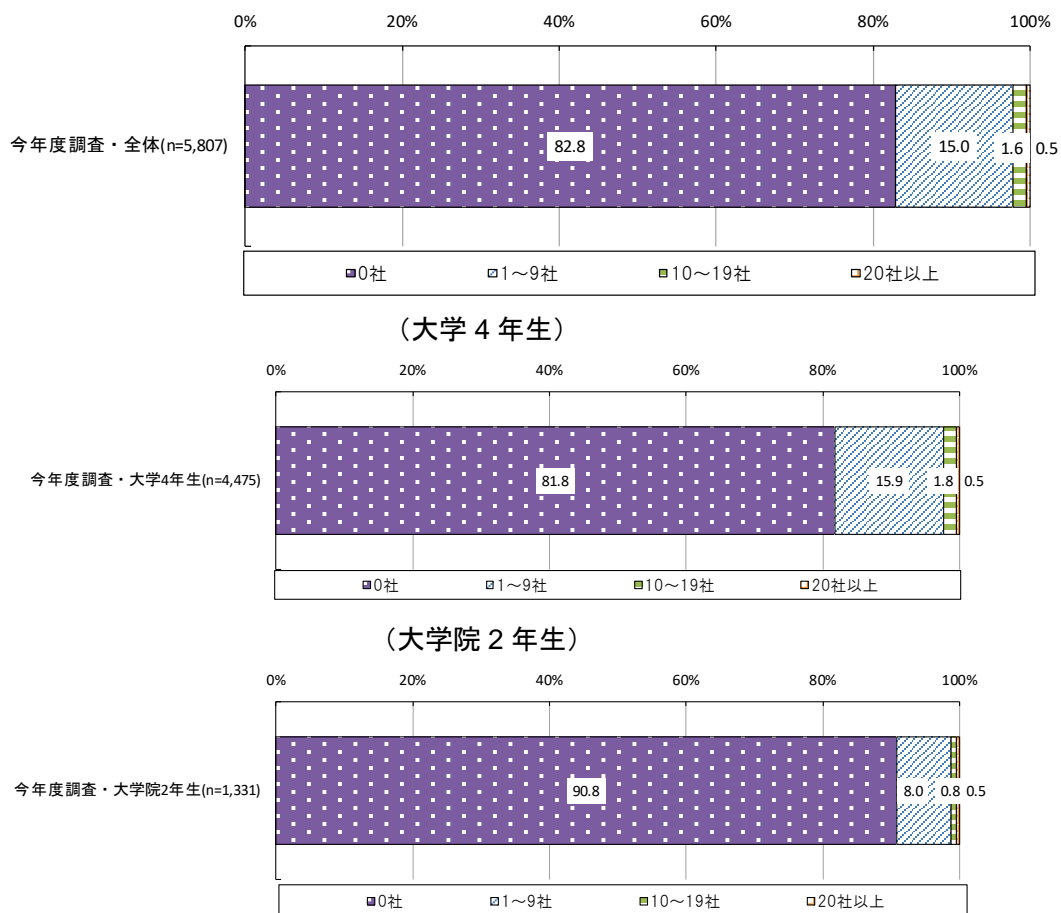 0% 20% 40% 60% 80% 100%
今年度調査・全体(n=5,807) 82.8 15.0 1.6 0.5
0社 1～9社 10～19社 20社以上
（大学４年生）
0% 20% 40% 60% 80% 100%
今年度調査・大学4年生(n=4,475) 81.8 15.9 1.8 0.5
0社 1～9社 10～19社 20社以上
（大学院２年生）
0% 20% 40% 60% 80% 100%
今年度調査・大学院2年生(n=1,331) 90.8 8.0 0.8 0.5
0社 1～9社 10～19社 20社以上